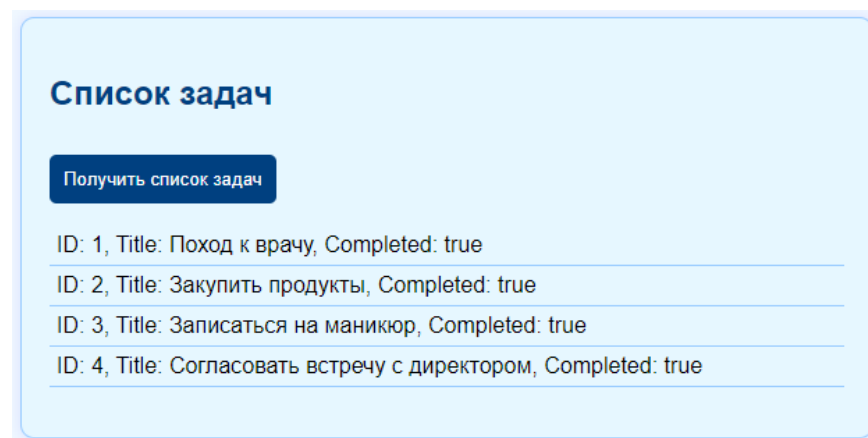 Список задач
Получить список задач
ID: 1, Title: Поход к врачу, Completed: true
ID: 2, Title: Закупить продукты, Completed: true
ID: 3, Title: Записаться на маникюр, Completed: true
ID: 4, Title: Согласовать встречу с директором, Completed: true